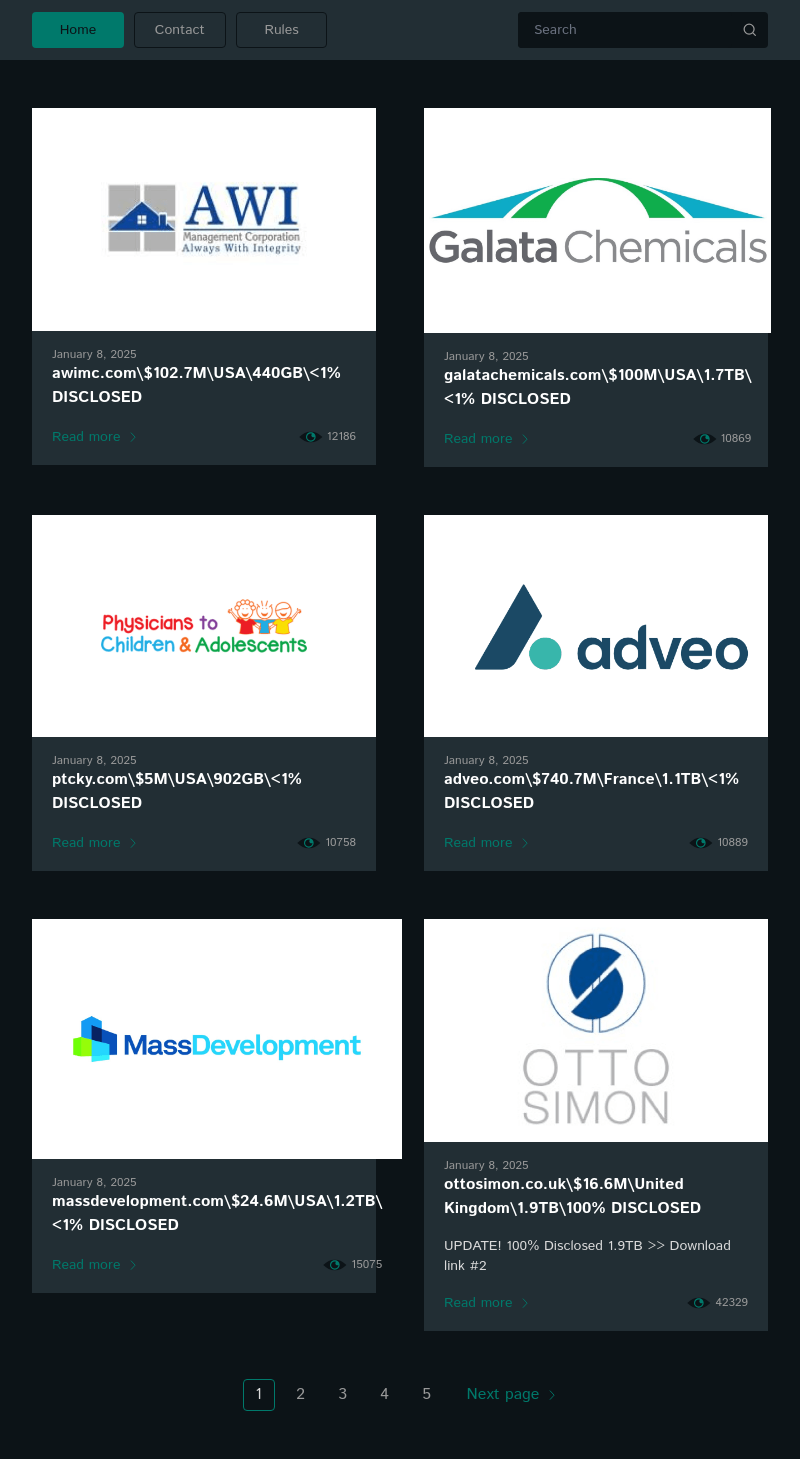 Home
Contact
Rules
Search
AWI
Management Corporation
Always With Integrity
January 8, 2025
awimc.com\$102.7M\USA\440GB\<1%
DISCLOSED
Read more
12186
Galata Chemicals
January 8, 2025
galatachemicals.com\$100M\USA\1.7TB\
<1% DISCLOSED
Read more
10869
Physicians to
Children & Adolescents
January 8, 2025
ptcky.com\$5M\USA\902GB\<1%
DISCLOSED
Read more
10758
adveo
January 8, 2025
adveo.com\$740.7M\France\1.1TB\<1%
DISCLOSED
Read more
10889
MassDevelopment
January 8, 2025
massdevelopment.com\$24.6M\USA\1.2TB\
<1% DISCLOSED
Read more
15075
OTTO
SIMON
January 8, 2025
ottosimon.co.uk\$16.6M\United
Kingdom\1.9TB\100% DISCLOSED
UPDATE! 100% Disclosed 1.9TB >> Download
link #2
Read more
42329
1 2 3 4 5 Next page